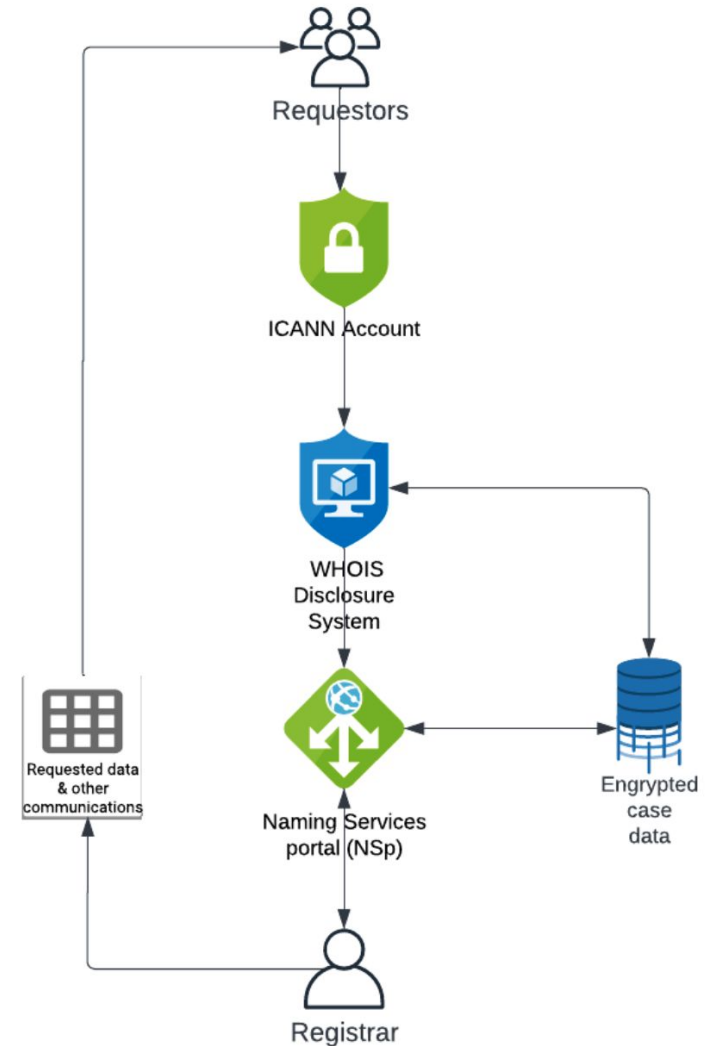 Requestors
ICANN Account
WHOIS
Disclosure
System
Requested data
& other
communications
Engrypted
case
data
Naming Services
portal (NSp)
Registrar